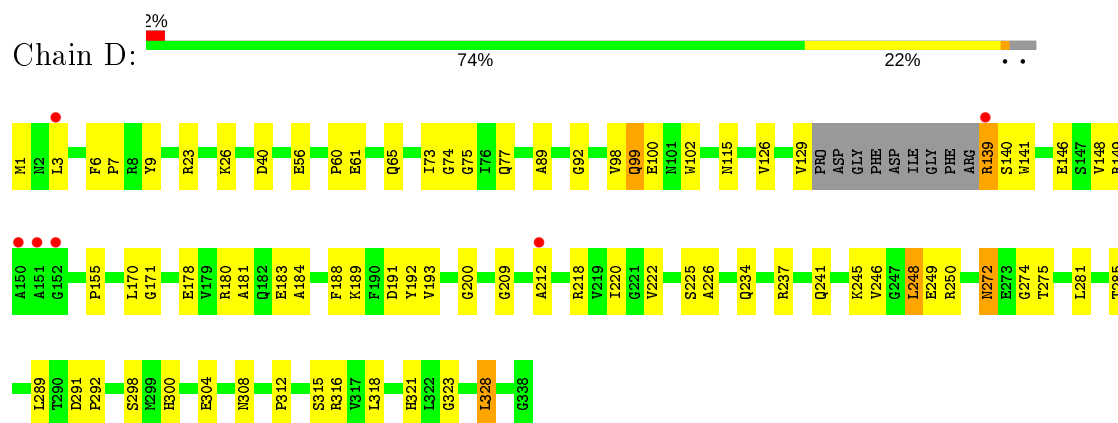 2%
Chain D:
74% 22% • •
M1 N2 L3 F6 P7 R8 Y9 R23 K26 D40 E56 P60 E61 Q65 I73 G74 G75 I76 Q77 A89 G92 V98 Q99 E100 N101 W102 N115 V126 V129 PRO ASP GLY PHE ASP ILE GLY PHE ARG R139 S140 W141 E146 S147 V148 R149
A150 A151 G152 P155 L170 G171 E178 V179 R180 A181 Q182 E183 A184 F188 K189 F190 D191 Y192 V193 G200 G209 A212 R218 V219 I220 G221 V222 S225 A226 Q234 R237 Q241 K245 V246 G247 L248 E249 R250 N272 E273 G274 T275 L281 T285
L289 T290 D291 P292 S298 M299 H300 E304 N308 P312 S315 R316 V317 L318 H321 L322 G323 L328 G338